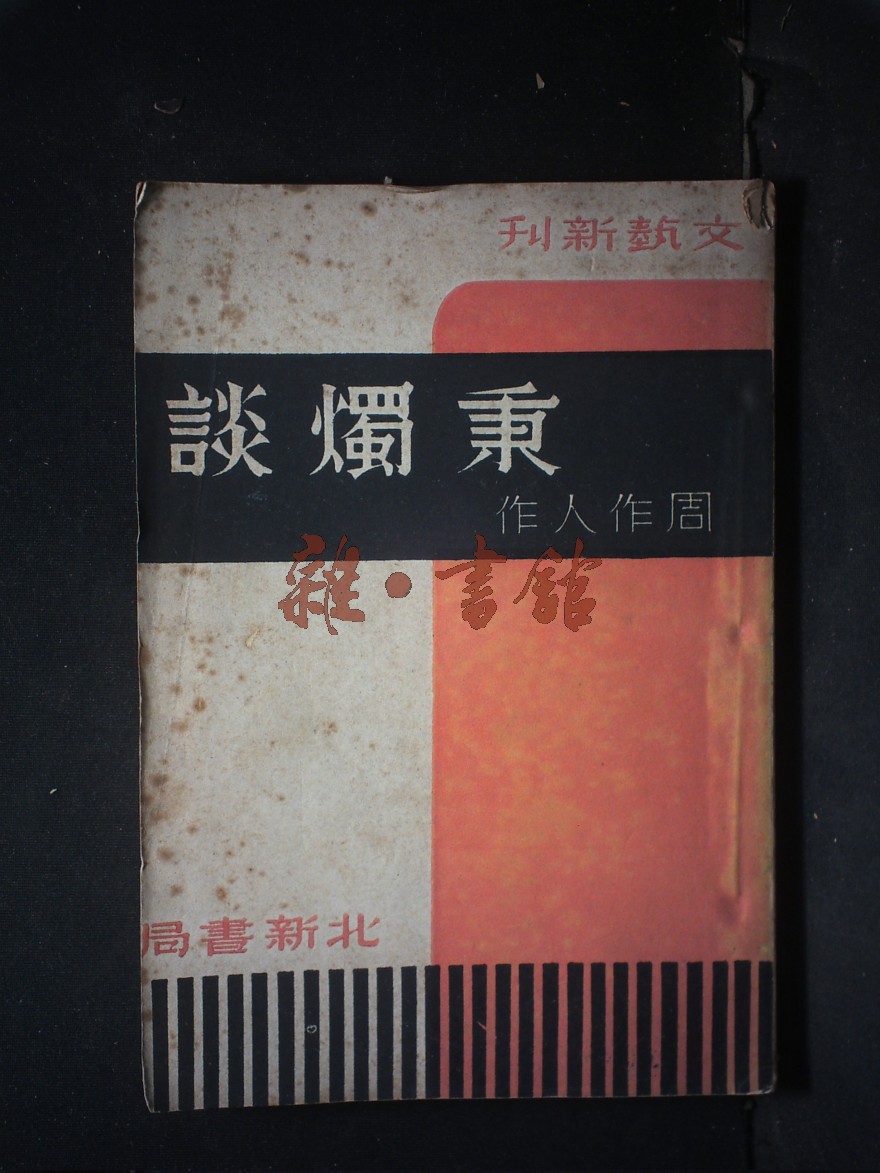 文藝新刊
秉燭談
周作人作
雜·書館
北新書局